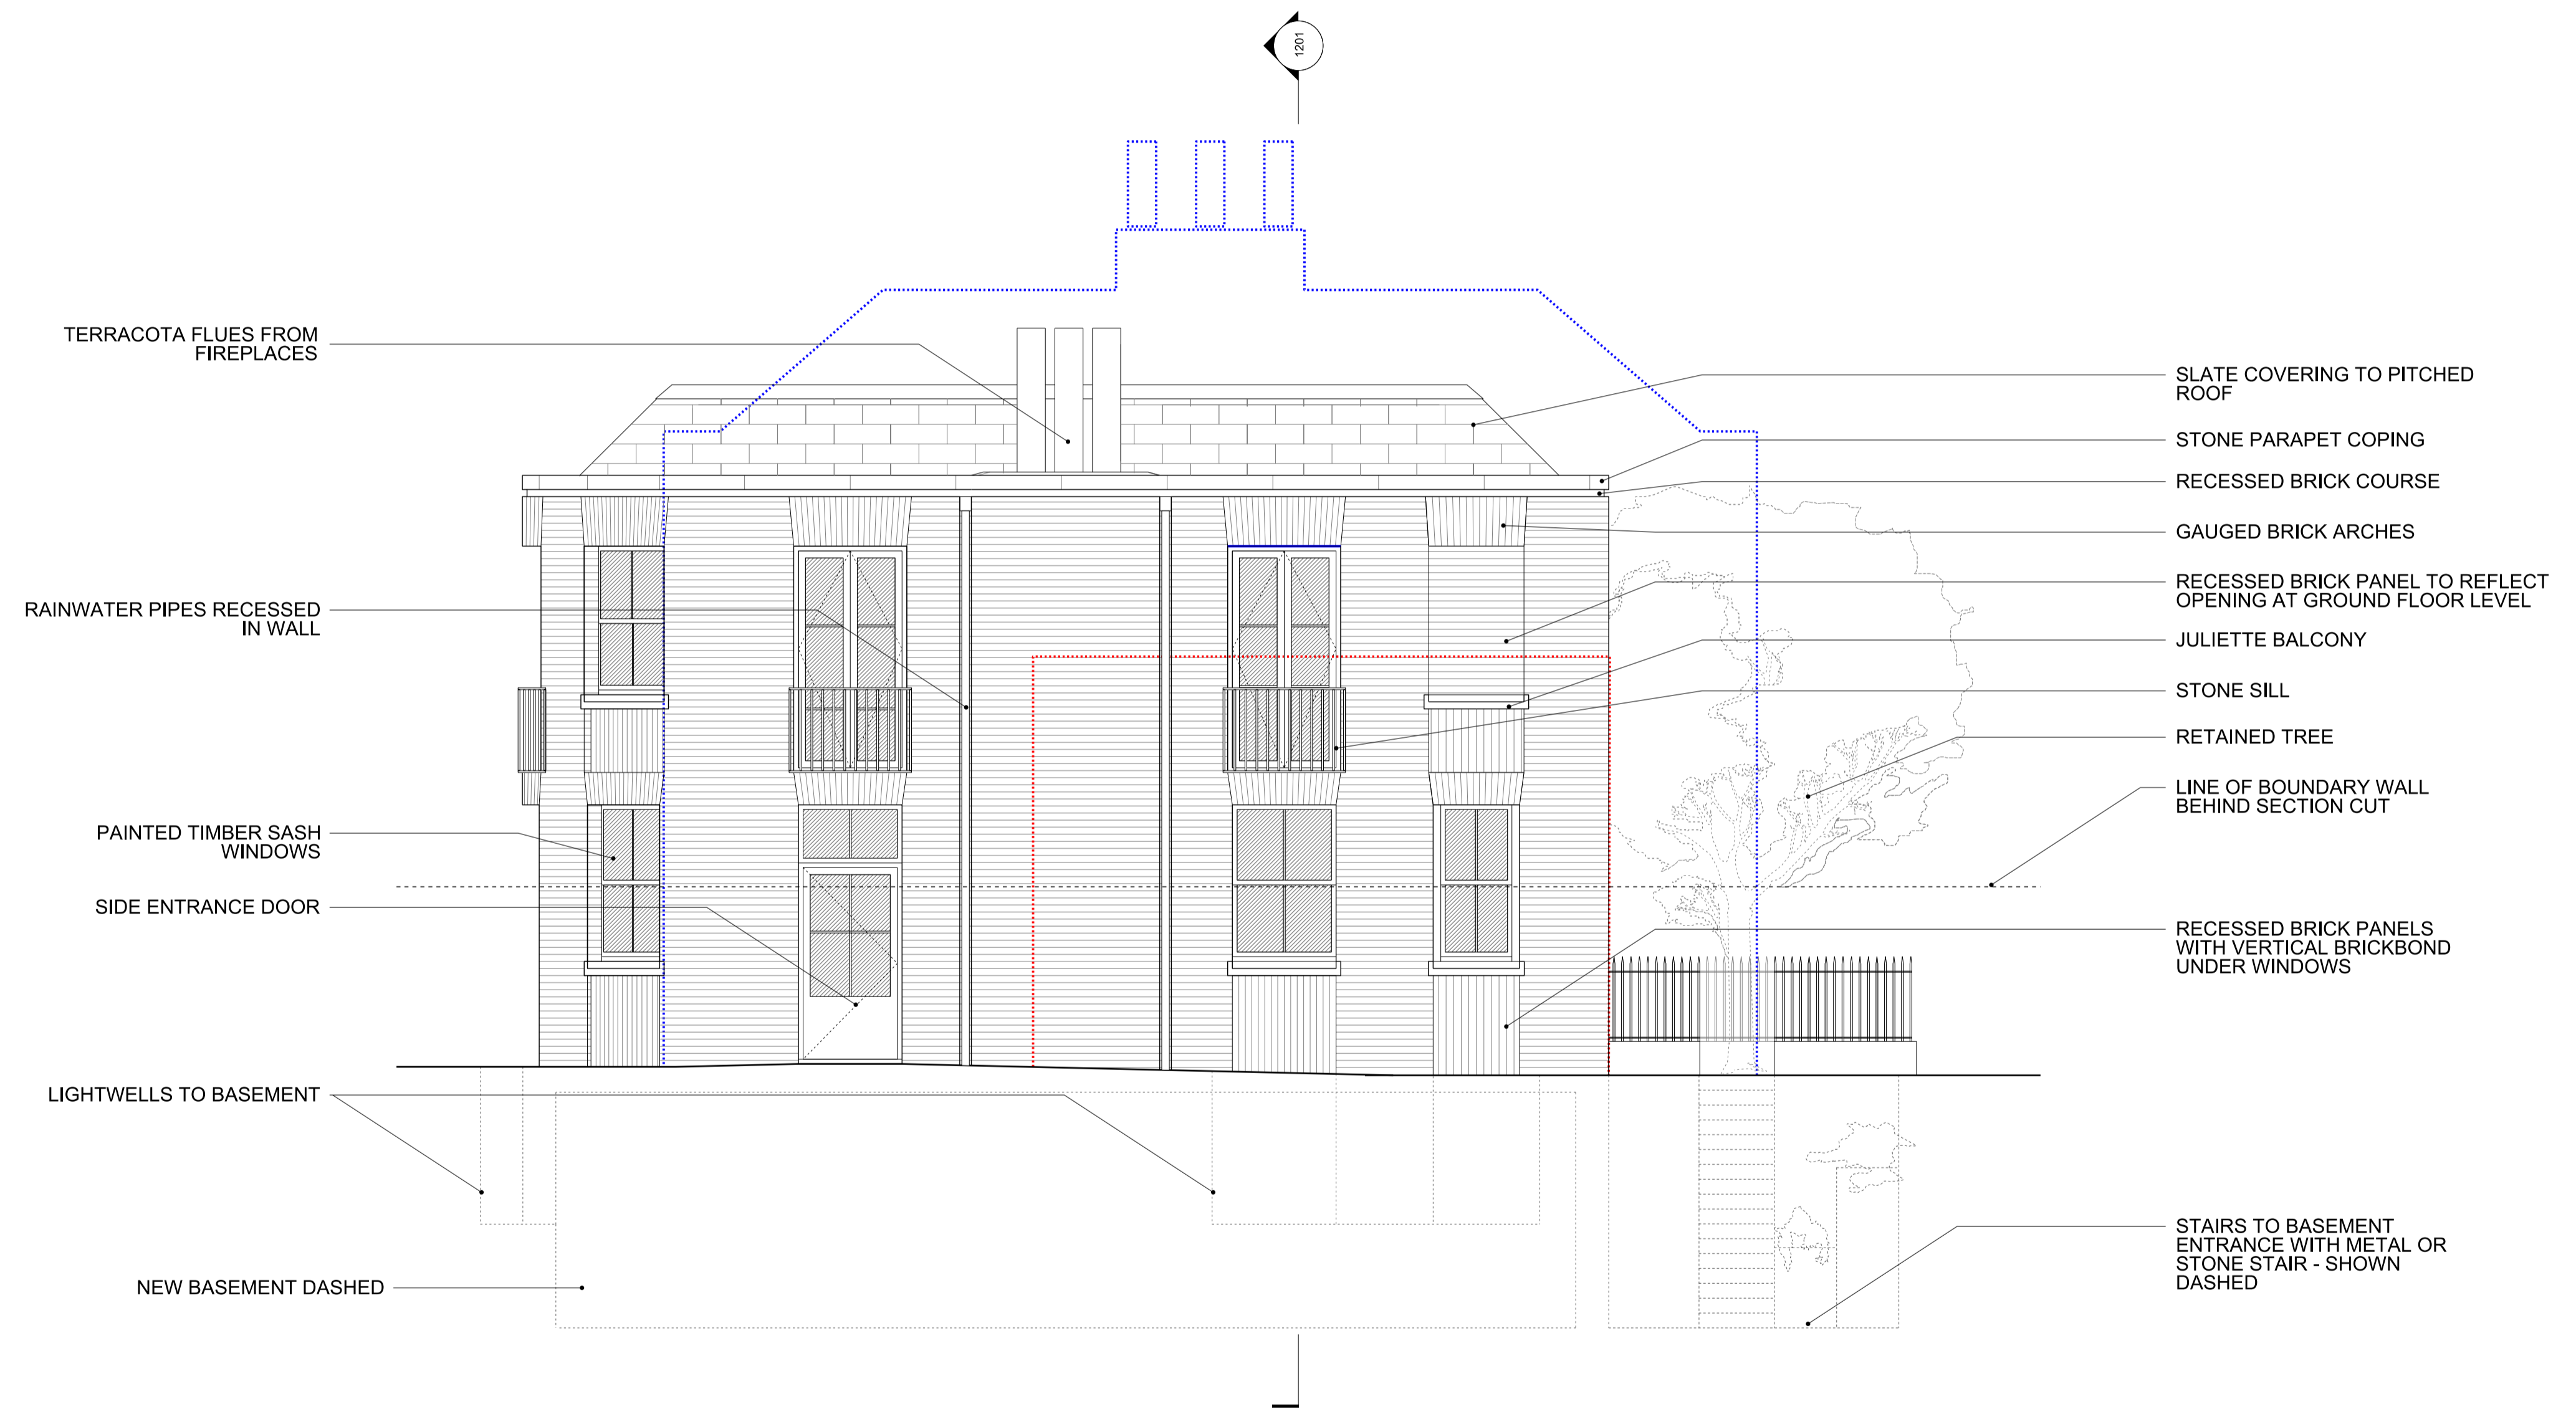 1201
TERRACOTA FLUES FROM
FIREPLACES
RAINWATER PIPES RECESSED
IN WALL
PAINTED TIMBER SASH
WINDOWS
SIDE ENTRANCE DOOR
LIGHTWELLS TO BASEMENT
NEW BASEMENT DASHED
SLATE COVERING TO PITCHED
ROOF
STONE PARAPET COPING
RECESSED BRICK COURSE
GAUGED BRICK ARCHES
RECESSED BRICK PANEL TO REFLECT
OPENING AT GROUND FLOOR LEVEL
JULIETTE BALCONY
STONE SILL
RETAINED TREE
LINE OF BOUNDARY WALL
BEHIND SECTION CUT
RECESSED BRICK PANELS
WITH VERTICAL BRICKBOND
UNDER WINDOWS
STAIRS TO BASEMENT
ENTRANCE WITH METAL OR
STONE STAIR - SHOWN
DASHED